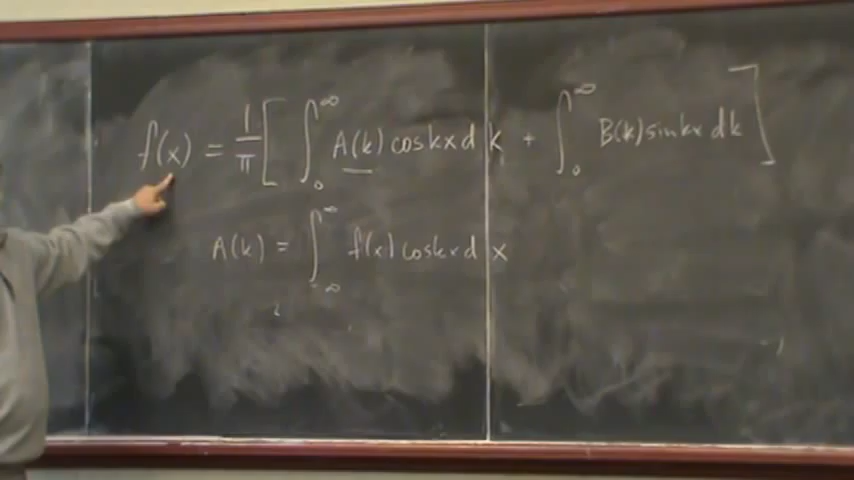 f(x) = 1/π [ ∫₀^∞ A(k) cos kx dk + ∫₀^∞ B(k) sin kx dk ]
A(k) = ∫₋∞^∞ f(x) cos kx dx